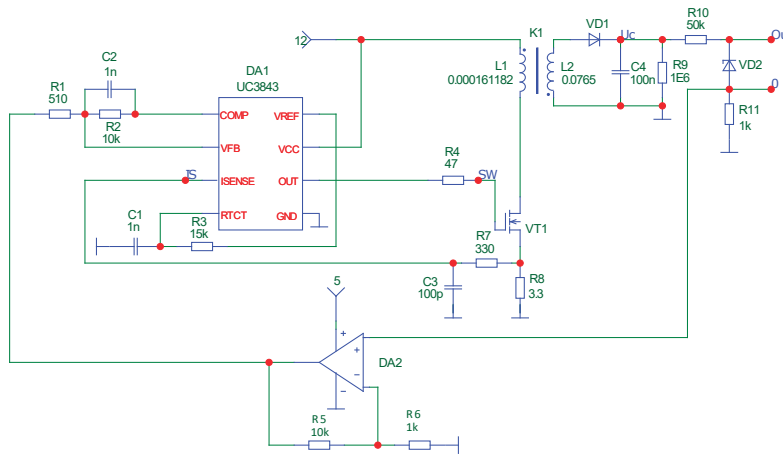 R10
50k
K1
VD1
Uc
Ou
12
C2
1n
DA1
UC3843
L1
0.000161182
L2
0.0765
C4
100n
R9
1E6
VD2
0
R1
510
R2
10k
COMP
VREF
R11
1k
VFB
VCC
R4
47
IS
ISENSE
OUT
SW
C1
1n
R3
15k
RTCT
GND
VT1
R7
330
C3
100p
R8
3.3
5
+
+
−
−
DA2
R5
10k
R6
1k